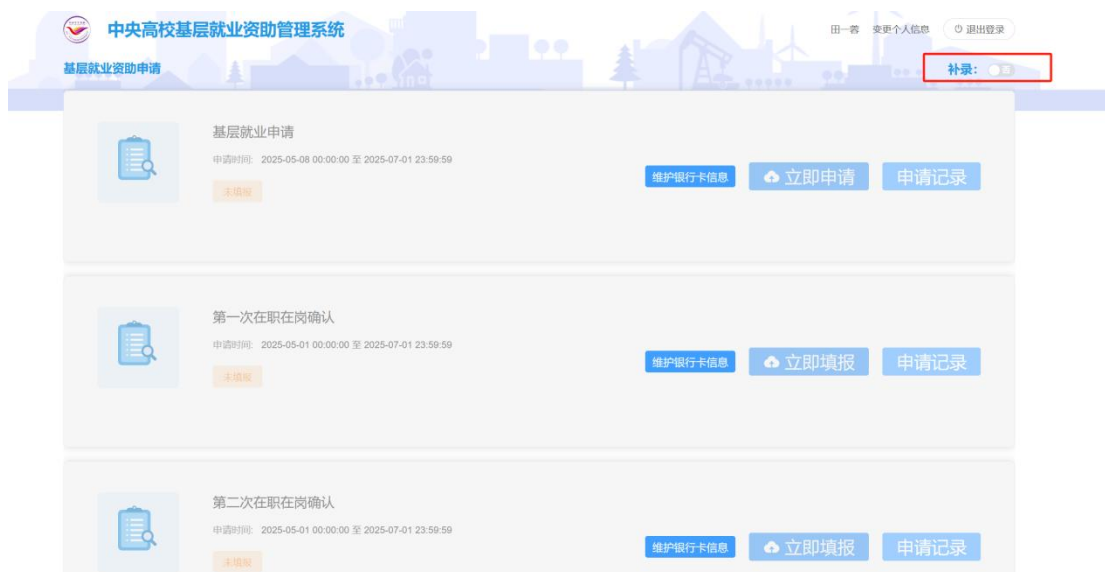 中央高校基层就业资助管理系统
田一蓉 变更个人信息 退出登录
基层就业资助申请
补录： 否
基层就业申请
申请时间: 2025-05-08 00:00:00 至 2025-07-01 23:59:59
维护银行卡信息 立即申请 申请记录
未填报
第一次在职在岗确认
申请时间: 2025-05-01 00:00:00 至 2025-07-01 23:59:59
维护银行卡信息 立即填报 申请记录
未填报
第二次在职在岗确认
申请时间: 2025-05-01 00:00:00 至 2025-07-01 23:59:59
维护银行卡信息 立即填报 申请记录
未填报